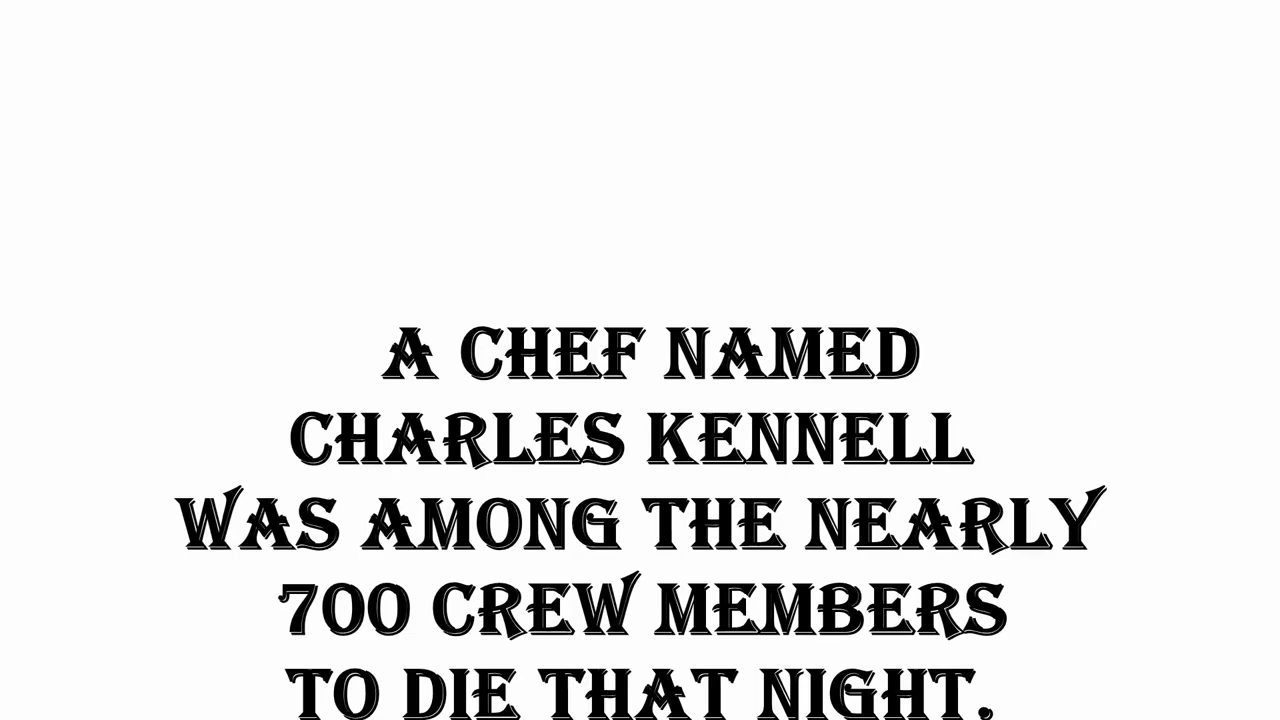 A CHEF NAMED
CHARLES KENNELL
WAS AMONG THE NEARLY
700 CREW MEMBERS
TO DIE THAT NIGHT.